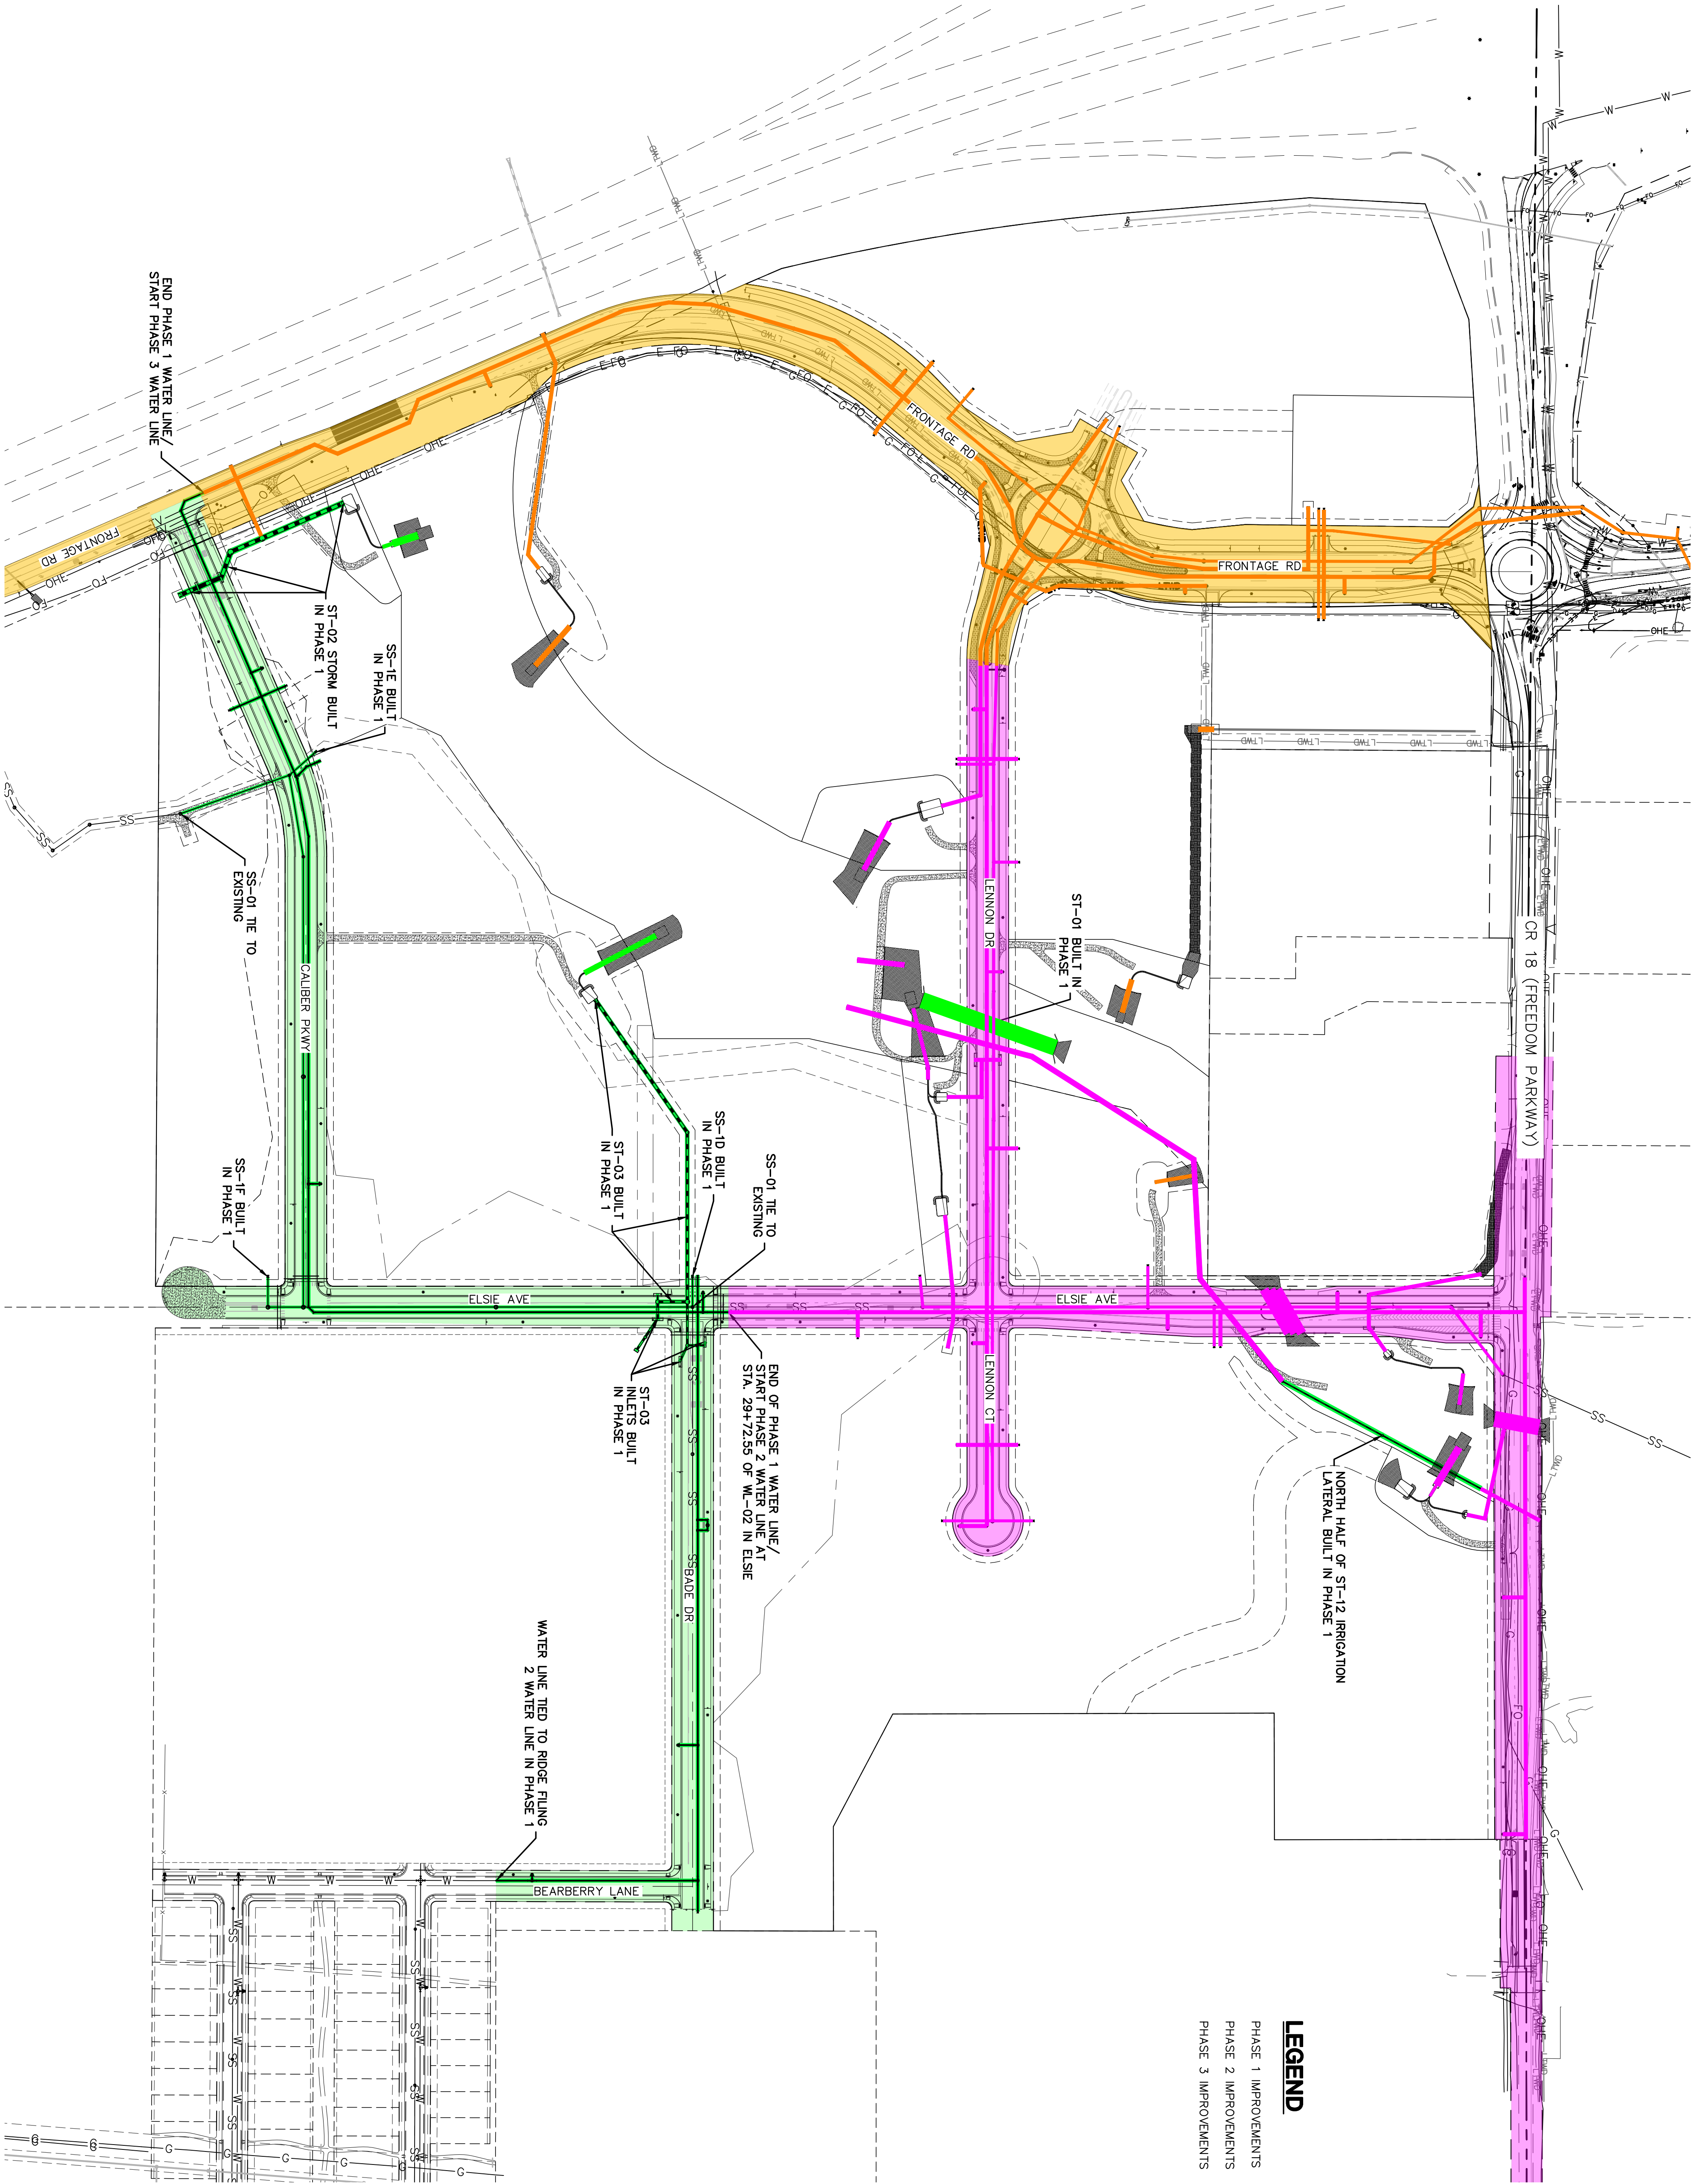 LEGEND
PHASE 1 IMPROVEMENTS
PHASE 2 IMPROVEMENTS
PHASE 3 IMPROVEMENTS
CR 18 (FREEDOM PARKWAY)
FRONTAGE RD
FRONTAGE RD
FRONTAGE RD
LENNON DR
LENNON CT
ELSIE AVE
ELSIE AVE
CALIBER PKWY
BADE DR
BEARBERRY LANE
NORTH HALF OF ST-12 IRRIGATION
LATERAL BUILT IN PHASE 1
ST-01 BUILT IN
PHASE 1
END OF PHASE 1 WATER LINE/
START PHASE 2 WATER LINE AT
STA. 29+72.55 OF WL-02 IN ELSIE
SS-01 TIE TO
EXISTING
SS-1D BUILT
IN PHASE 1
ST-03 BUILT
IN PHASE 1
ST-03
INLETS BUILT
IN PHASE 1
WATER LINE TIED TO RIDGE FILING
2 WATER LINE IN PHASE 1
SS-1E BUILT
IN PHASE 1
ST-02 STORM BUILT
IN PHASE 1
SS-01 TIE TO
EXISTING
SS-1F BUILT
IN PHASE 1
END PHASE 1 WATER LINE/
START PHASE 3 WATER LINE